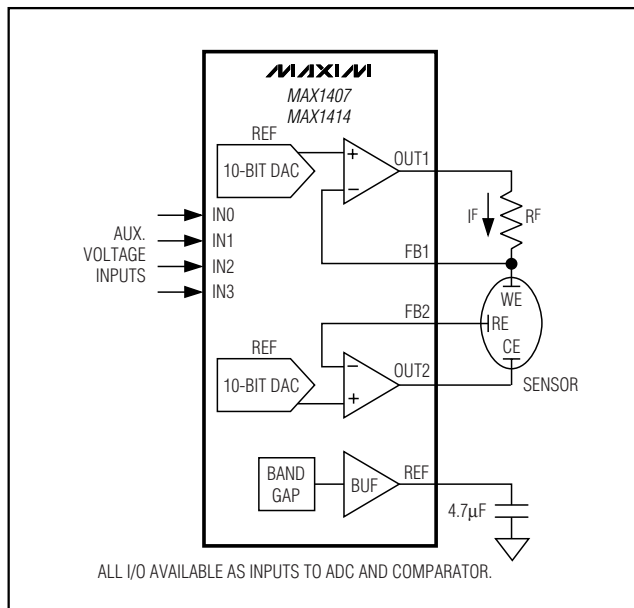 MAXIM
MAX1407
MAX1414
REF
10-BIT DAC
+
−
OUT1
IF
RF
AUX.
VOLTAGE
INPUTS
IN0
IN1
IN2
IN3
FB1
WE
FB2
RE
CE
SENSOR
REF
10-BIT DAC
−
+
OUT2
BAND
GAP
BUF
REF
4.7µF
ALL I/O AVAILABLE AS INPUTS TO ADC AND COMPARATOR.